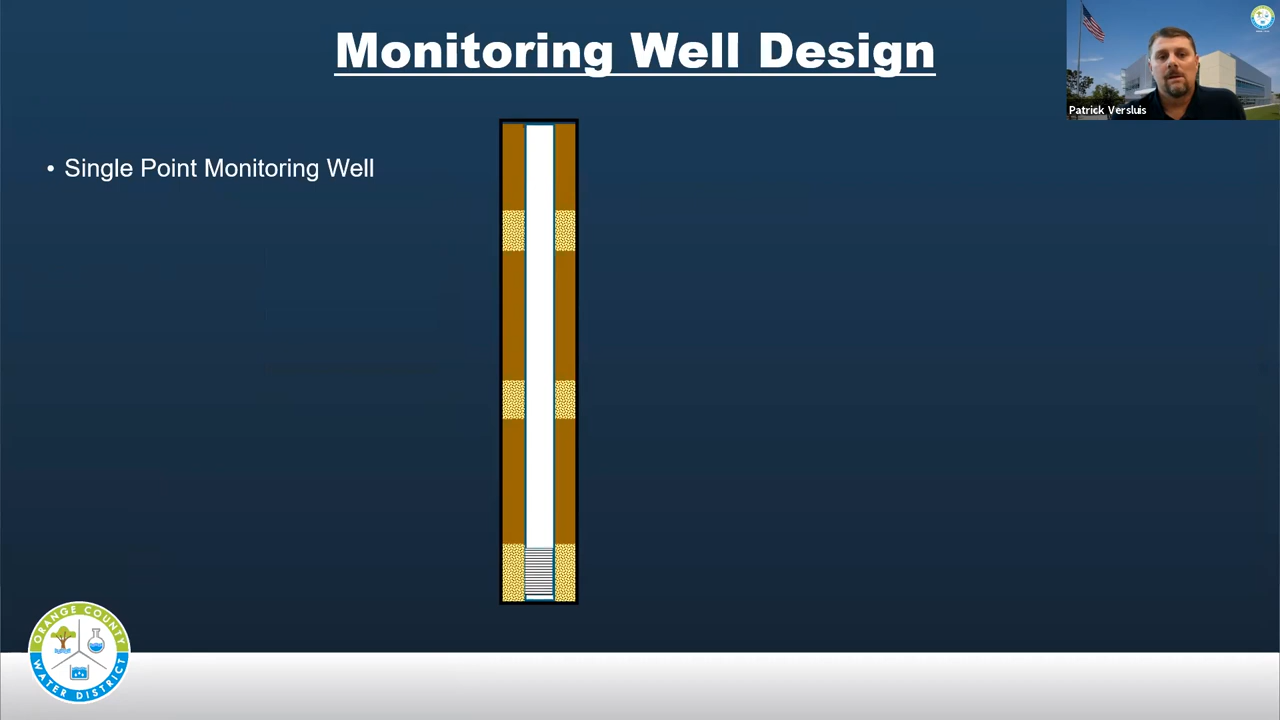 Monitoring Well Design
Patrick Versluis
• Single Point Monitoring Well
ORANGE COUNTY
WATER DISTRICT